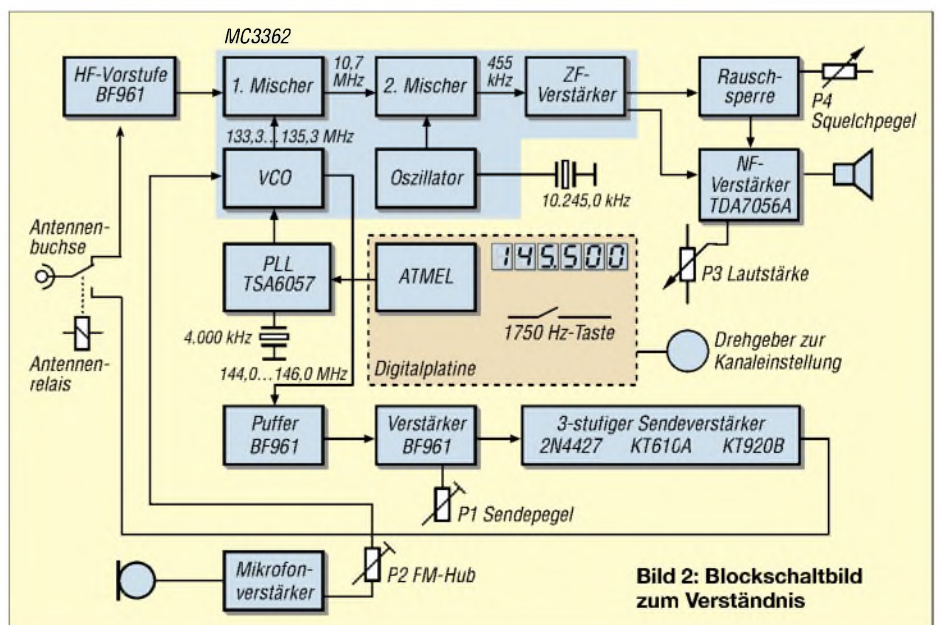 MC3362
HF-Vorstufe
BF961
1. Mischer
10,7
MHz
2. Mischer
455
kHz
ZF-
Verstärker
Rausch-
sperre
P4
Squelchpegel
133,3...135,3 MHz
VCO
Oszillator
10.245,0 kHz
NF-
Verstärker
TDA7056A
P3 Lautstärke
Antennen-
buchse
Antennen-
relais
PLL
TSA6057
4.000 kHz
144,0...146,0 MHz
ATMEL
145.500
1750 Hz-Taste
Digitalplatine
Drehgeber zur
Kanaleinstellung
Puffer
BF961
Verstärker
BF961
3-stufiger Sendeverstärker
2N4427 KT610A KT920B
P1 Sendepegel
P2 FM-Hub
Mikrofon-
verstärker
Bild 2: Blockschaltbild
zum Verständnis